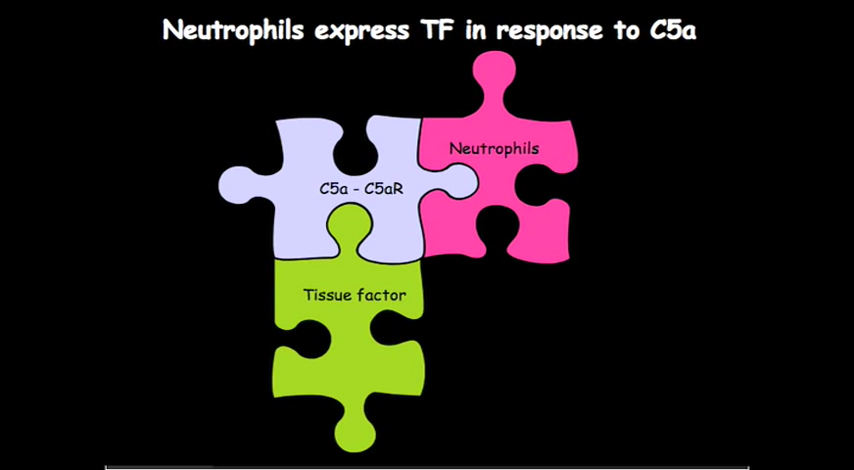 Neutrophils express TF in response to C5a
Neutrophils
C5a - C5aR
Tissue factor